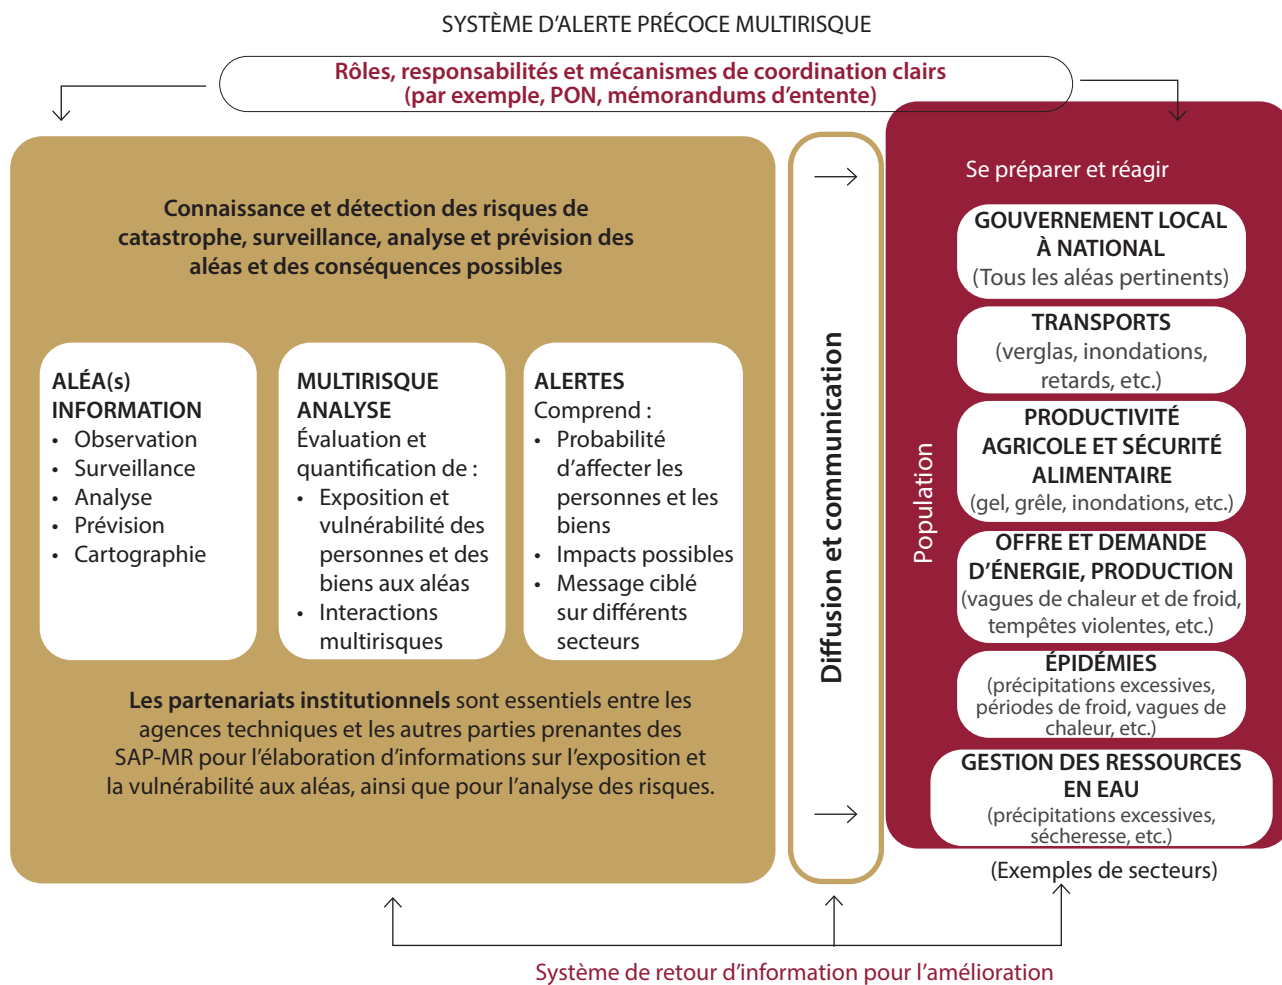 SYSTÈME D’ALERTE PRÉCOCE MULTIRISQUE
Rôles, responsabilités et mécanismes de coordination clairs
(par exemple, PON, mémorandums d’entente)
Connaissance et détection des risques de
catastrophe, surveillance, analyse et prévision des
aléas et des conséquences possibles
ALÉA(s)
INFORMATION
• Observation
• Surveillance
• Analyse
• Prévision
• Cartographie
MULTIRISQUE
ANALYSE
Évaluation et
quantification de :
• Exposition et
vulnérabilité des
personnes et des
biens aux aléas
• Interactions
multirisques
ALERTES
Comprend :
• Probabilité
d’affecter les
personnes et les
biens
• Impacts possibles
• Message ciblé
sur différents
secteurs
Les partenariats institutionnels sont essentiels entre les
agences techniques et les autres parties prenantes des
SAP-MR pour l’élaboration d’informations sur l’exposition et
la vulnérabilité aux aléas, ainsi que pour l’analyse des risques.
Diffusion et communication
Se préparer et réagir
Population
GOUVERNEMENT LOCAL
À NATIONAL
(Tous les aléas pertinents)
TRANSPORTS
(verglas, inondations,
retards, etc.)
PRODUCTIVITÉ
AGRICOLE ET SÉCURITÉ
ALIMENTAIRE
(gel, grêle, inondations, etc.)
OFFRE ET DEMANDE
D’ÉNERGIE, PRODUCTION
(vagues de chaleur et de froid,
tempêtes violentes, etc.)
ÉPIDÉMIES
(précipitations excessives,
périodes de froid, vagues de
chaleur, etc.)
GESTION DES RESSOURCES
EN EAU
(précipitations excessives,
sécheresse, etc.)
(Exemples de secteurs)
Système de retour d’information pour l’amélioration